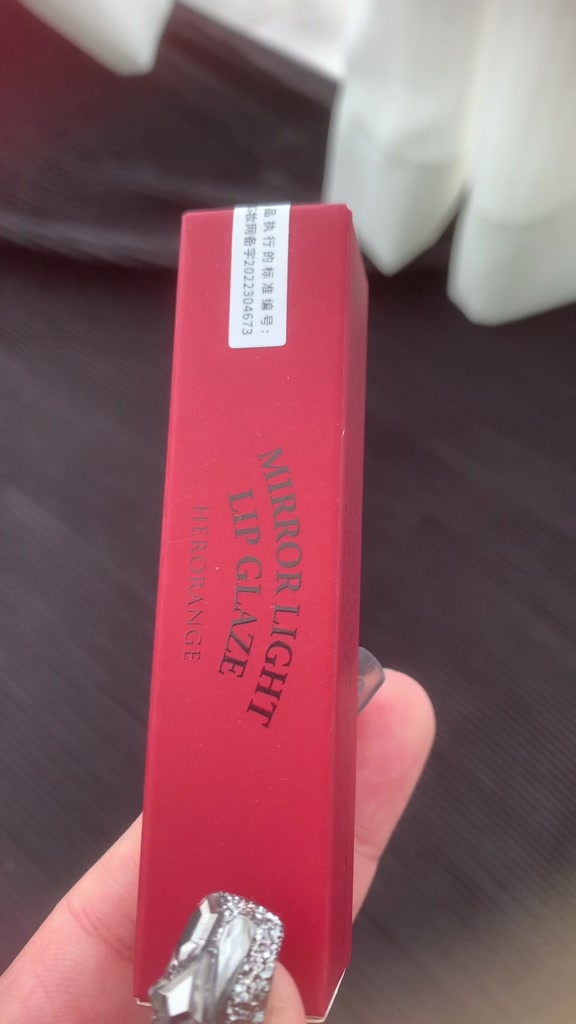 品执行的标准编号：
妆网备字2022304673
MIRROR LIGHT
LIP GLAZE
HERORANGE